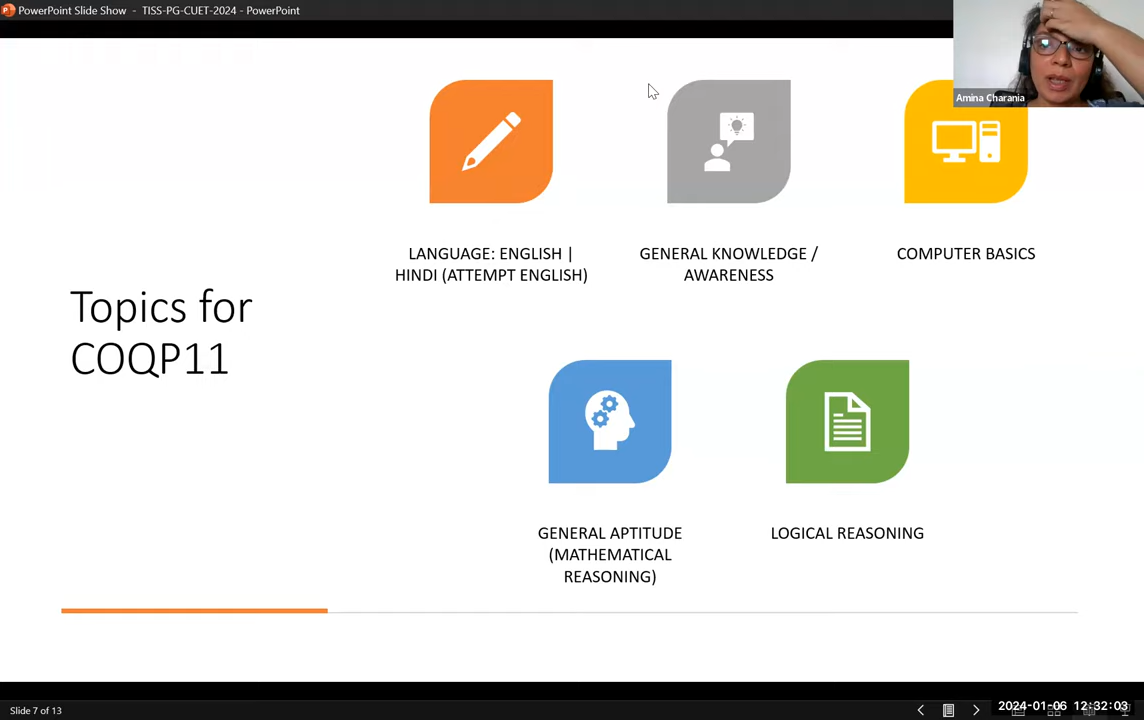 PowerPoint Slide Show - TISS-PG-CUET-2024 - PowerPoint
Amina Charania
LANGUAGE: ENGLISH |
HINDI (ATTEMPT ENGLISH)
GENERAL KNOWLEDGE /
AWARENESS
COMPUTER BASICS
Topics for
COQP11
GENERAL APTITUDE
(MATHEMATICAL
REASONING)
LOGICAL REASONING
Slide 7 of 13
2024-01-06 12:32:03